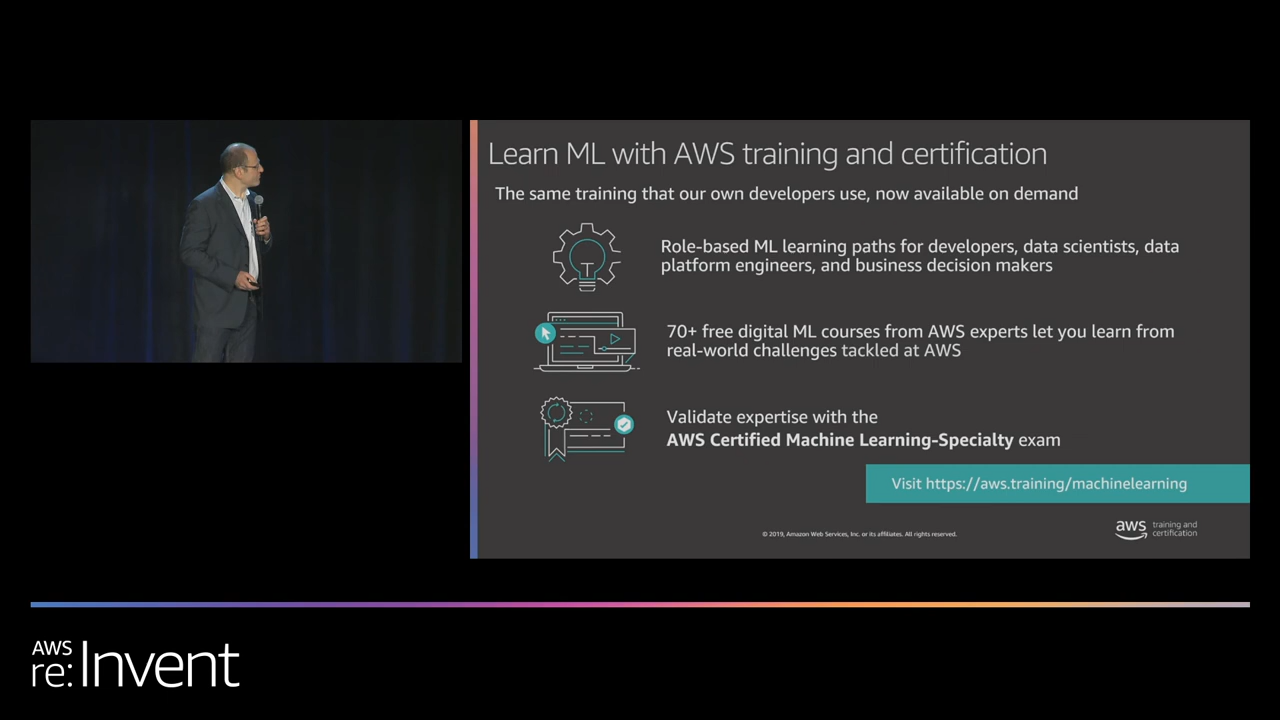 Learn ML with AWS training and certification
The same training that our own developers use, now available on demand
Role-based ML learning paths for developers, data scientists, data
platform engineers, and business decision makers
70+ free digital ML courses from AWS experts let you learn from
real-world challenges tackled at AWS
Validate expertise with the
AWS Certified Machine Learning-Specialty exam
Visit https://aws.training/machinelearning
© 2019, Amazon Web Services, Inc. or its affiliates. All rights reserved.
aws training and
certification
AWS
re:Invent